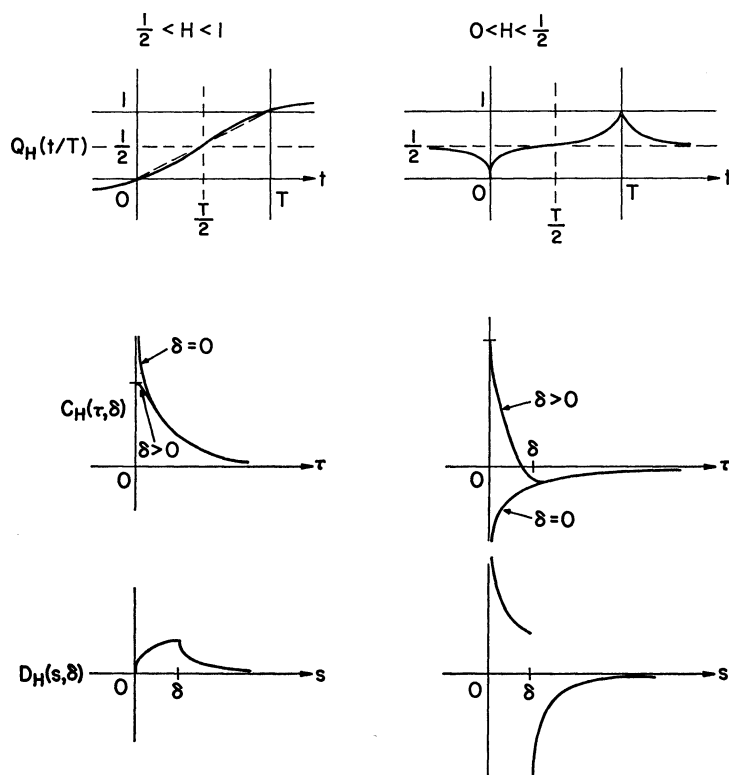 1/2 < H < 1
0 < H < 1/2
Q_H(t/T)
1
1/2
0
T/2
T
t
1
1/2
0
T/2
T
t
C_H(τ,δ)
δ=0
δ>0
0
τ
δ>0
δ
0
τ
δ=0
D_H(s,δ)
0
δ
s
0
δ
s